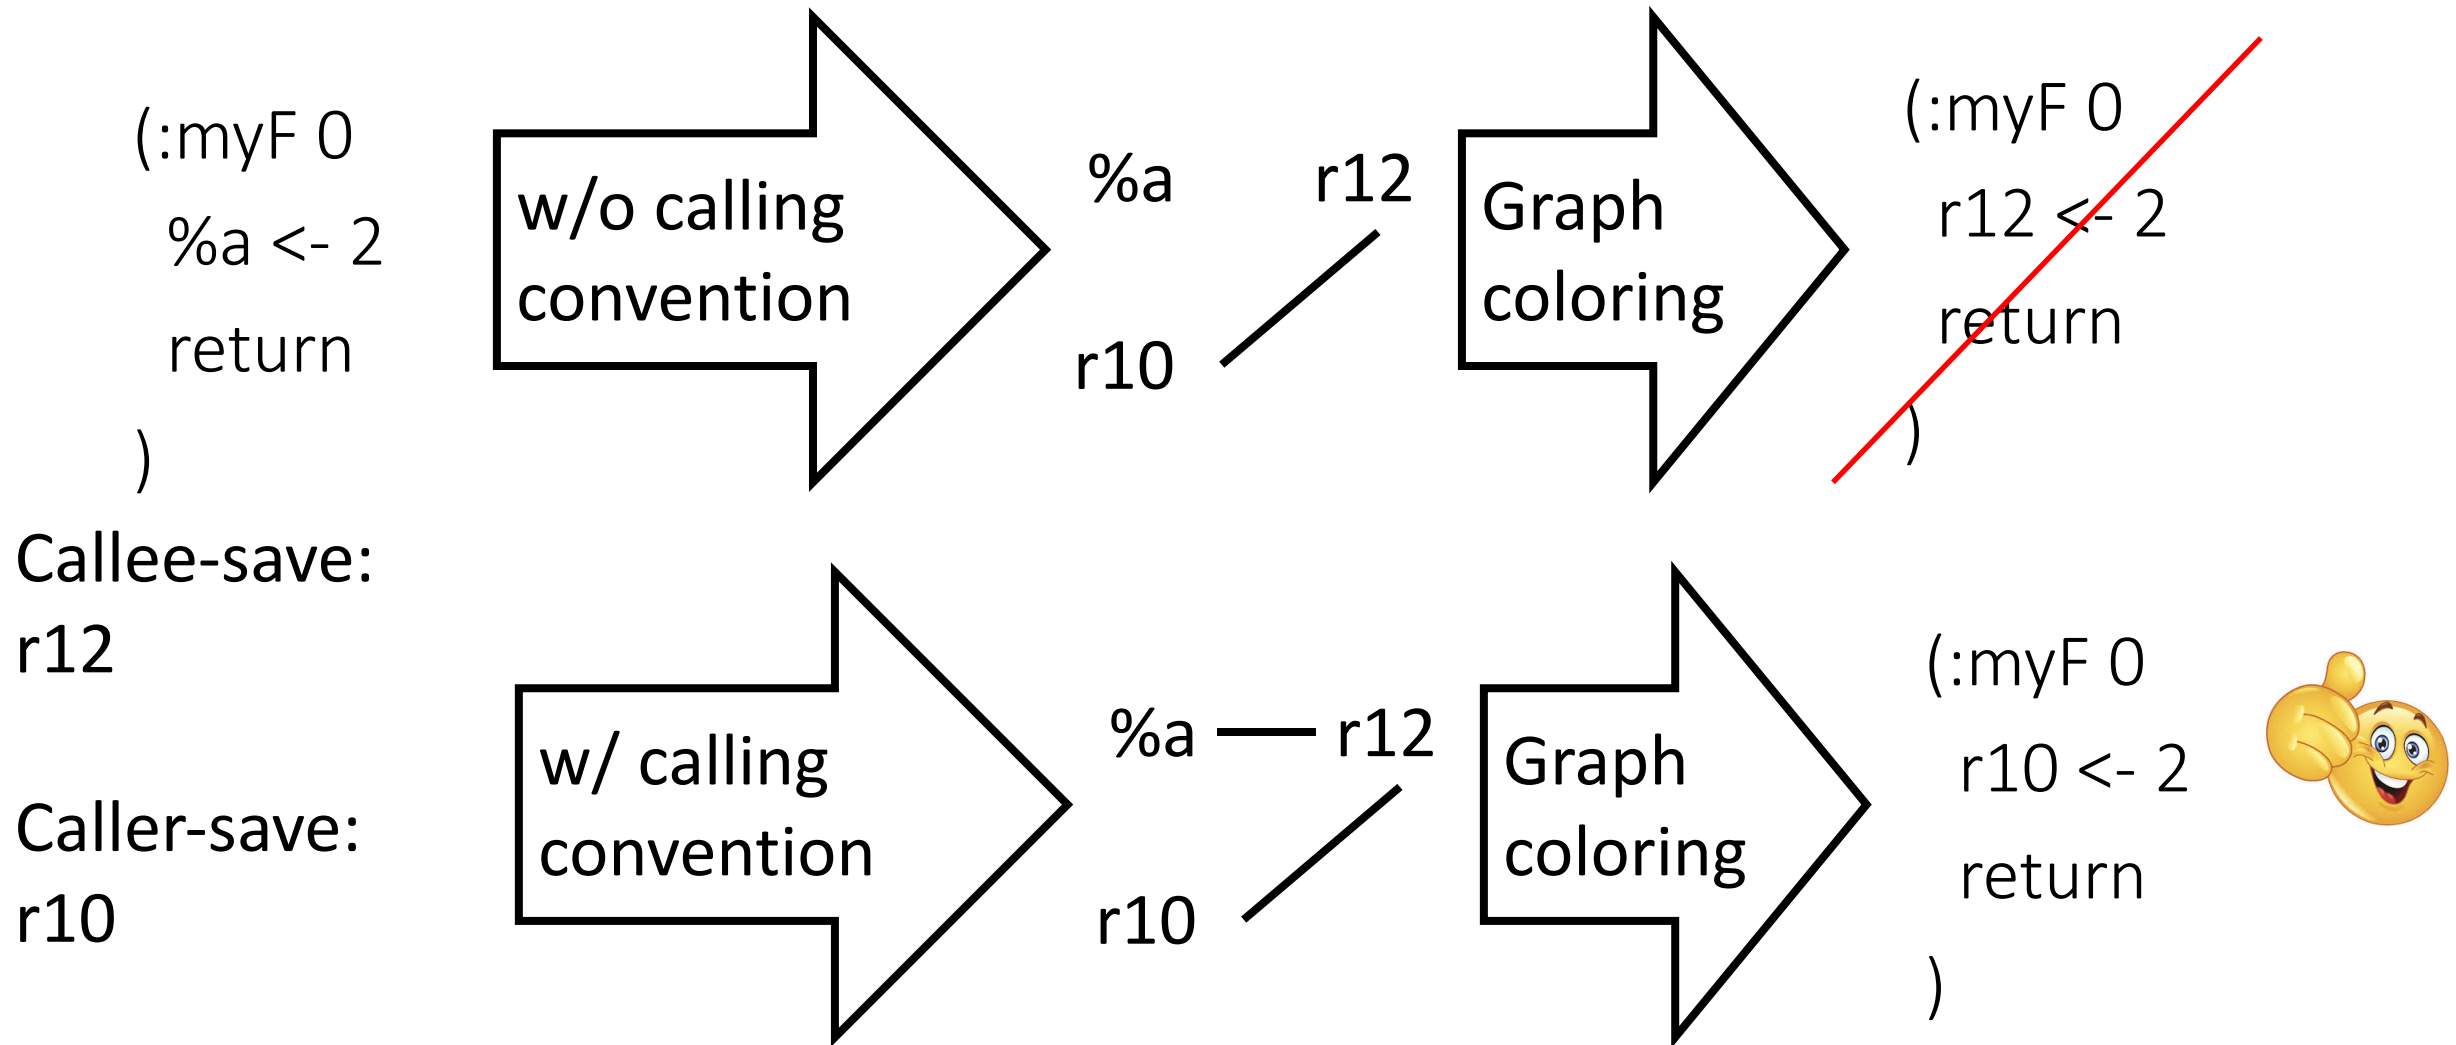 (:myF 0
%a <- 2
return
)
w/o calling
convention
%a r12
r10
Graph
coloring
(:myF 0
r12 <- 2
return
)
Callee-save:
r12
Caller-save:
r10
w/ calling
convention
%a r12
r10
Graph
coloring
(:myF 0
r10 <- 2
return
)